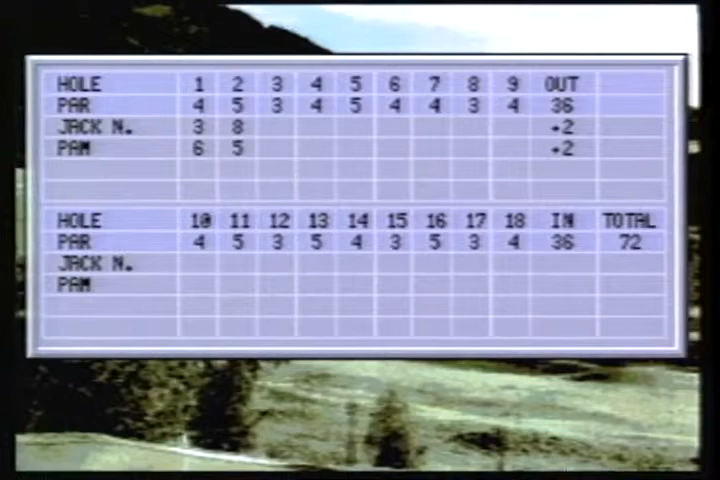 HOLE 1 2 3 4 5 6 7 8 9 OUT
PAR 4 5 3 4 5 4 4 3 4 36
JACK N. 3 8 +2
PAM 6 5 +2
HOLE 10 11 12 13 14 15 16 17 18 IN TOTAL
PAR 4 5 3 5 4 3 5 3 4 36 72
JACK N.
PAM